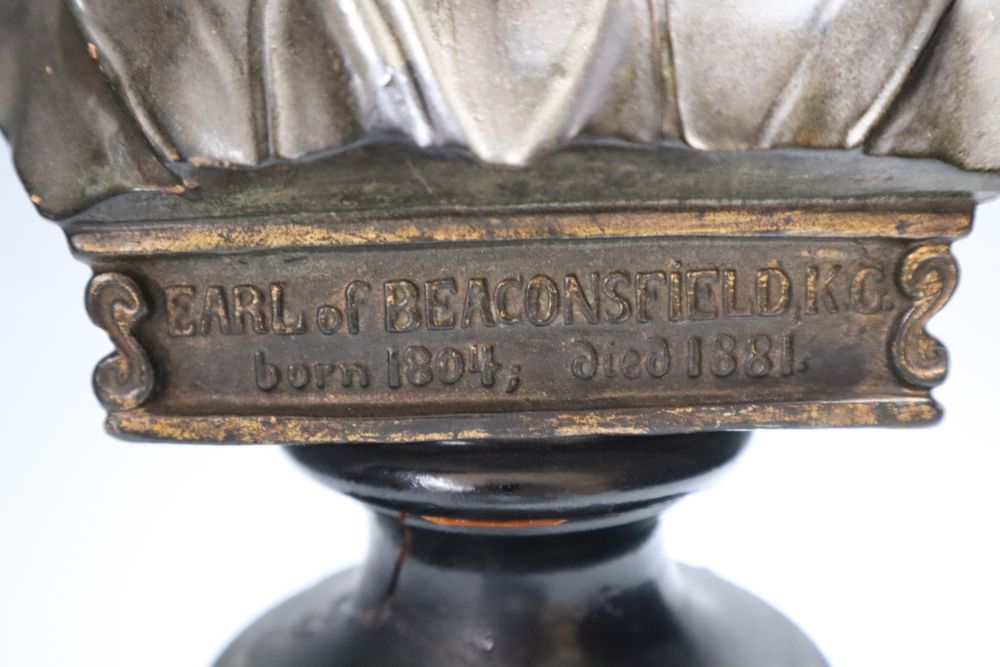 EARL of BEACONSFIELD, K.G.
born 1804; died 1881.